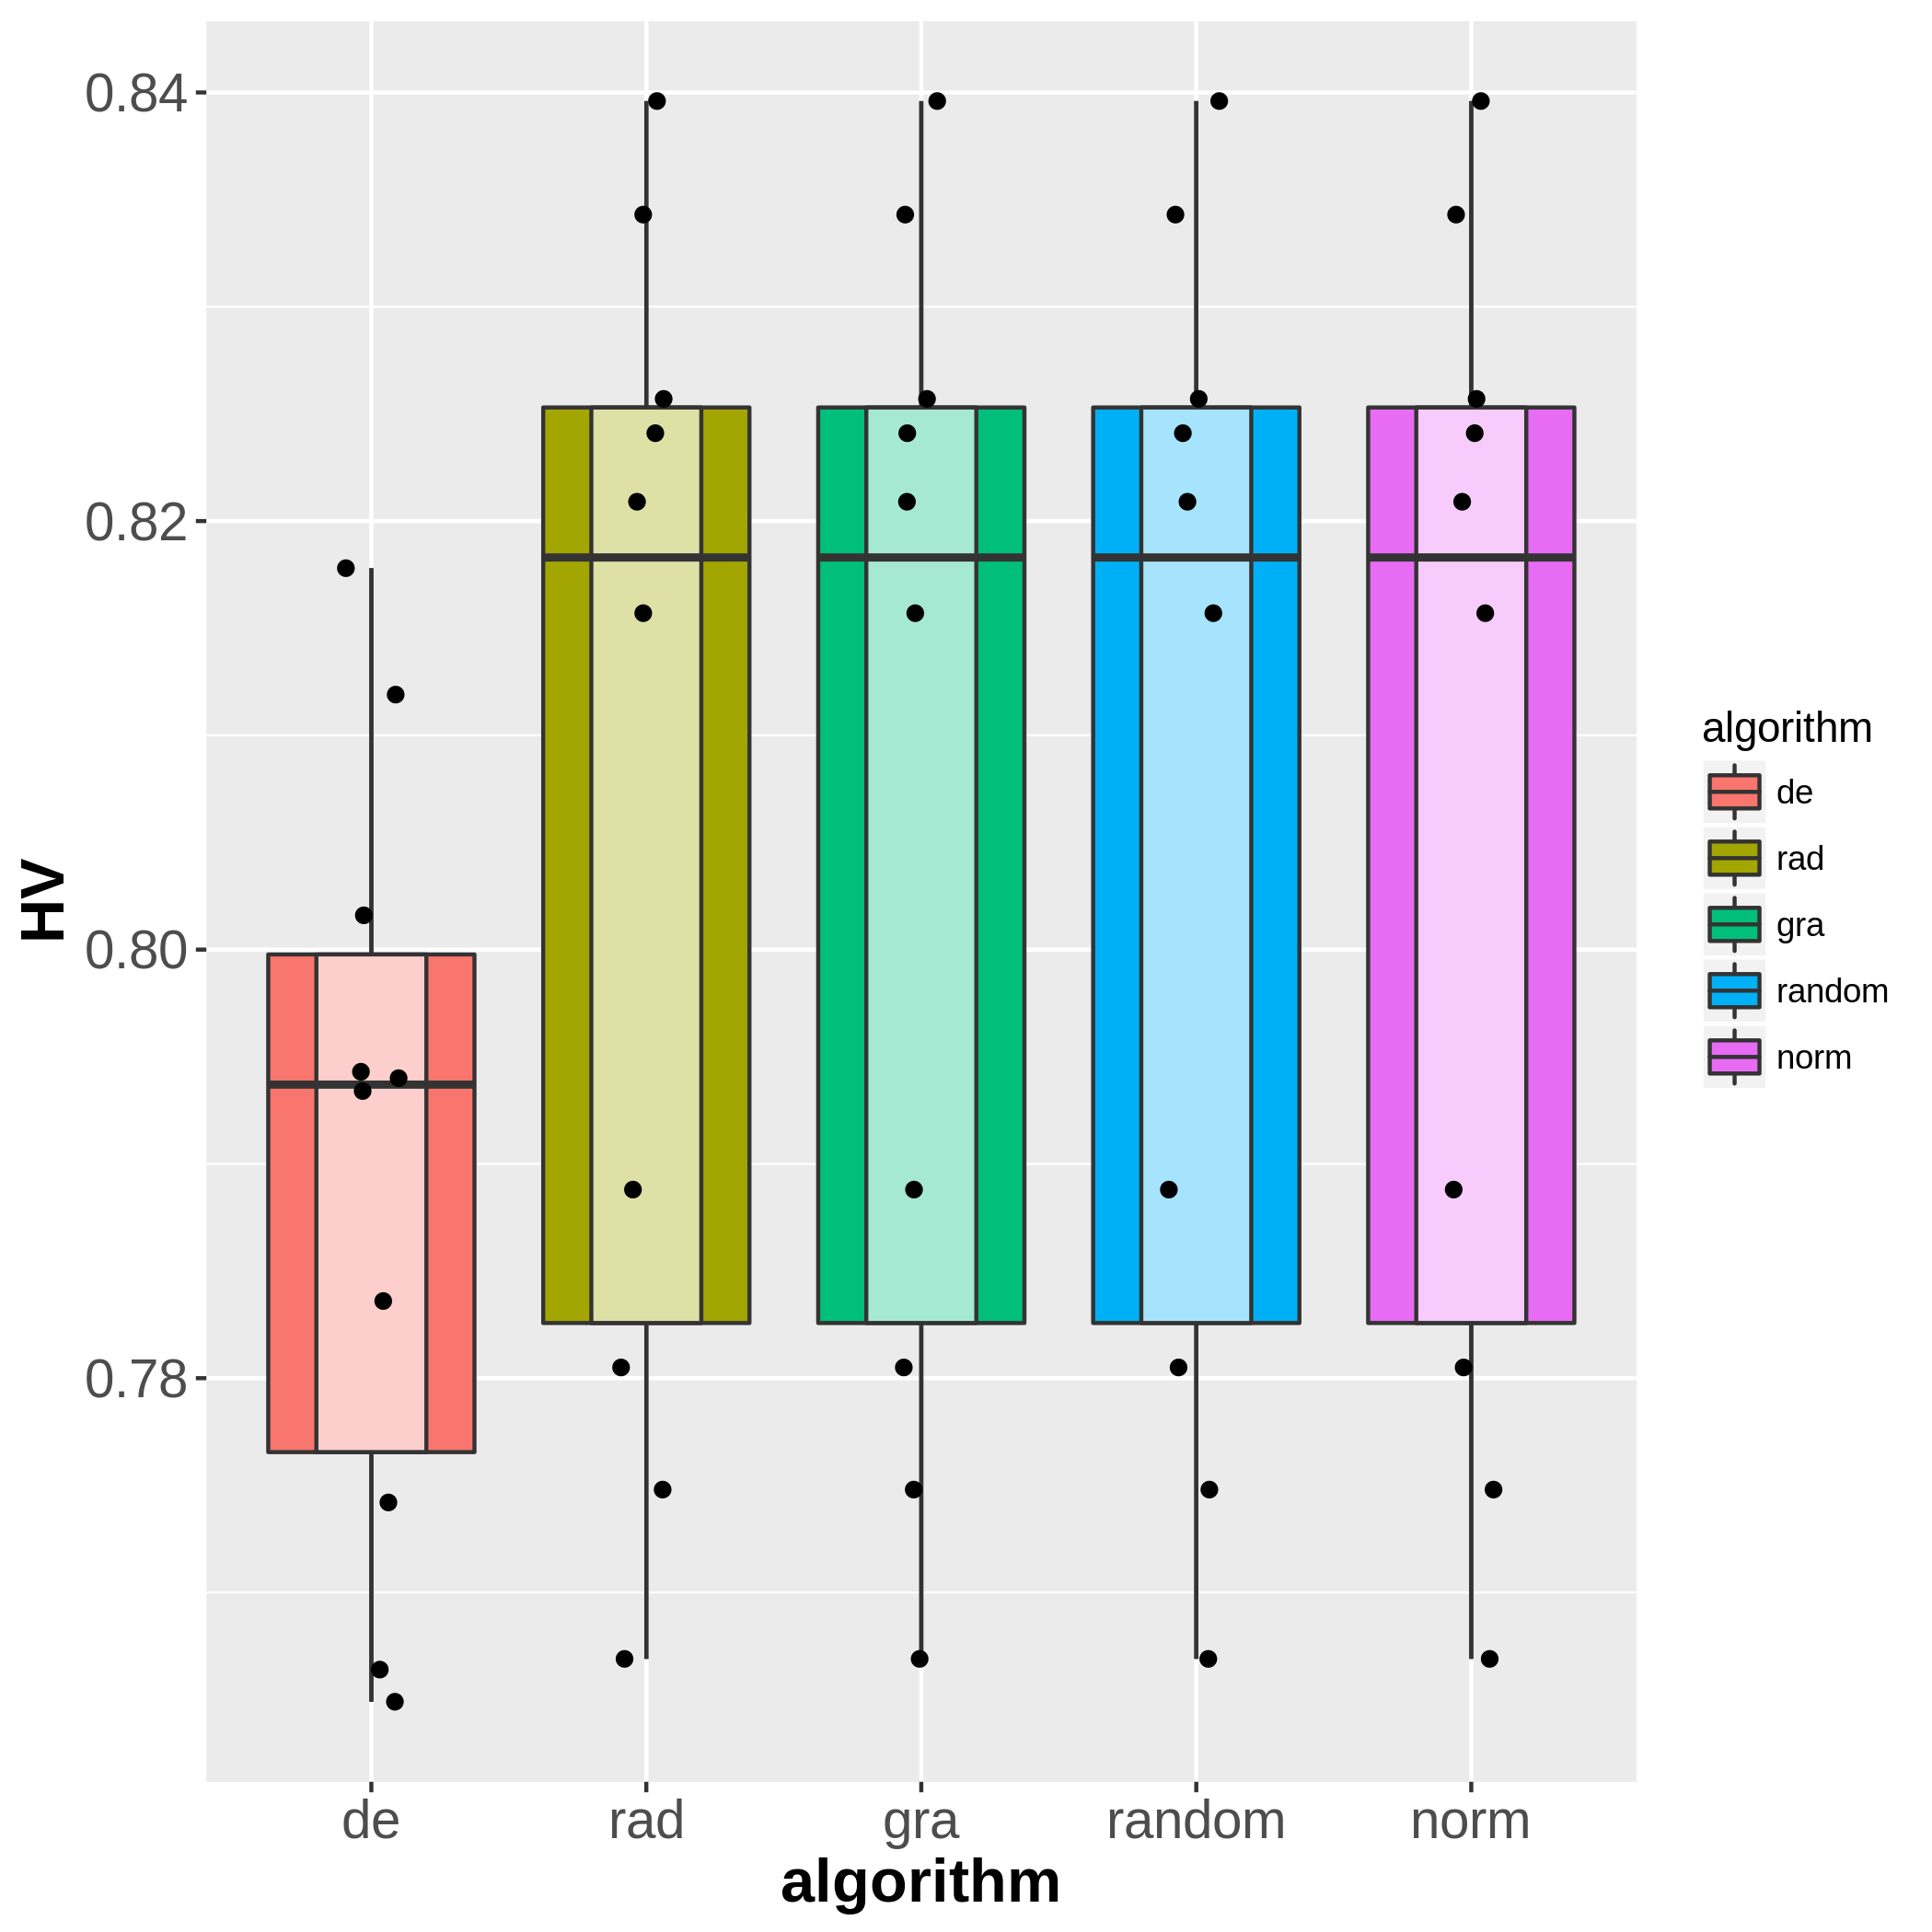 HV
0.84
0.82
0.80
0.78
de rad gra random norm
algorithm
algorithm
de
rad
gra
random
norm